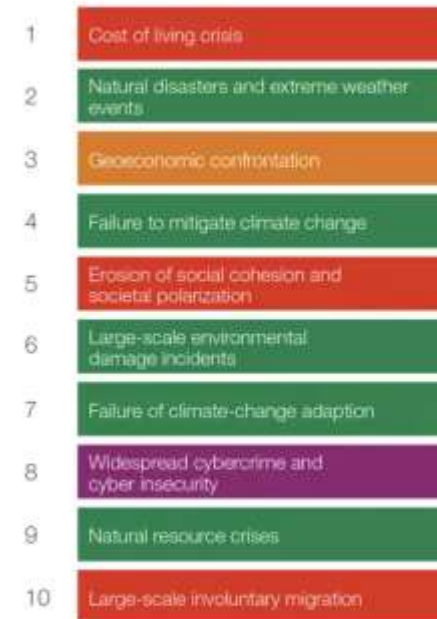 1 Cost of living crisis
2 Natural disasters and extreme weather
events
3 Geoeconomic confrontation
4 Failure to mitigate climate change
5 Erosion of social cohesion and
societal polarization
6 Large-scale environmental
damage incidents
7 Failure of climate-change adaption
8 Widespread cybercrime and
cyber insecurity
9 Natural resource crises
10 Large-scale involuntary migration